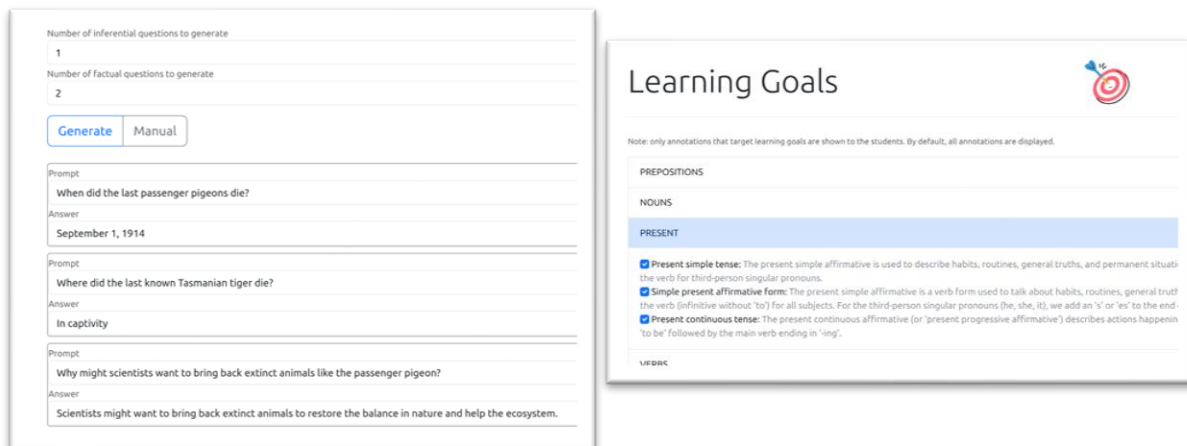 Number of inferential questions to generate
1
Number of factual questions to generate
2
Generate Manual
Prompt
When did the last passenger pigeons die?
Answer
September 1, 1914
Prompt
Where did the last known Tasmanian tiger die?
Answer
In captivity
Prompt
Why might scientists want to bring back extinct animals like the passenger pigeon?
Answer
Scientists might want to bring back extinct animals to restore the balance in nature and help the ecosystem.
Learning Goals
Note: only annotations that target learning goals are shown to the students. By default, all annotations are displayed.
PREPOSITIONS
NOUNS
PRESENT
Present simple tense: The present simple affirmative is used to describe habits, routines, general truths, and permanent situati
the verb for third-person singular pronouns.
Simple present affirmative form: The present simple affirmative is a verb form used to talk about habits, routines, general truth
the verb (infinitive without 'to') for all subjects. For the third-person singular pronouns (he, she, it), we add an 's' or 'es' to the end
Present continuous tense: The present continuous affirmative (or 'present progressive affirmative') describes actions happenin
'to be' followed by the main verb ending in '-ing'.
VERBS